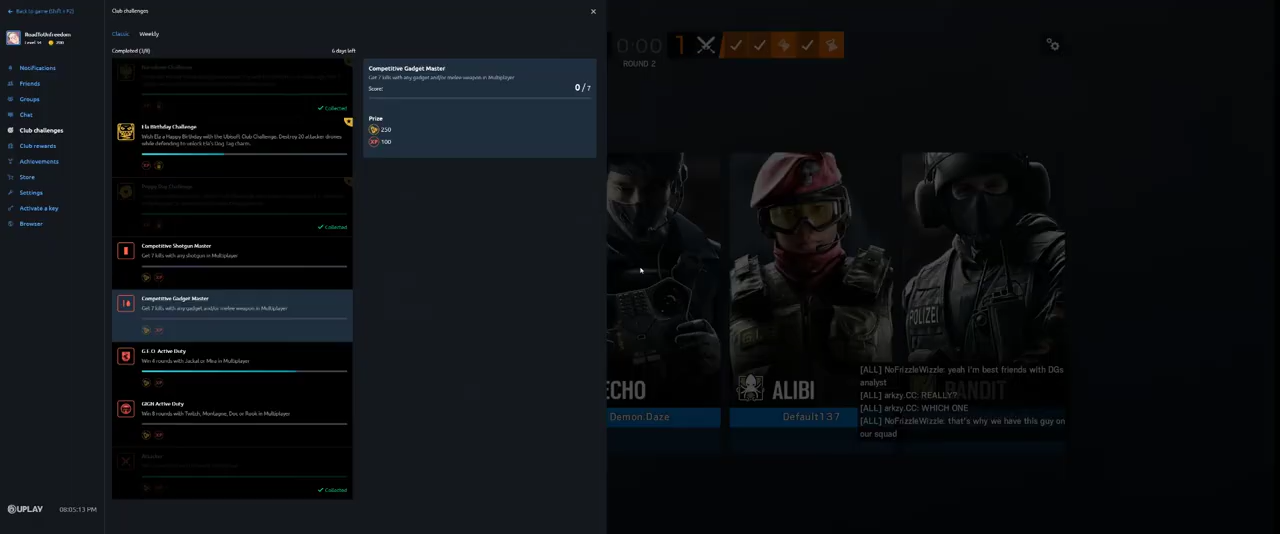 Back to game (Shift + F2)
Club challenges
RoadToUnfreedom
Classic
Weekly
Completed (3/8)
6 days left
0:00
1
ROUND 2
Notifications
Friends
Groups
Chat
Club challenges
Club rewards
Achievements
Store
Settings
Activate a key
Browser
Collected
Ela Birthday Challenge
Wish Ela a Happy Birthday with the Ubisoft Club Challenge. Destroy 20 attacker drones
while defending to unlock Ela's Dog Tag charm.
Collected
Competitive Shotgun Master
Get 7 kills with any shotgun in Multiplayer
Competitive Gadget Master
Get 7 kills with any gadget and/or melee weapon in Multiplayer
G.E.O. Active Duty
Win 4 rounds with Jackal or Mira in Multiplayer
GIGN Active Duty
Win 8 rounds with Twitch, Montagne, Doc or Rook in Multiplayer
Attacker
Collected
Competitive Gadget Master
Get 7 kills with any gadget and/or melee weapon in Multiplayer
Score:
0 / 7
Prize
250
XP 100
POLIZEI
ECHO
ALIBI
BANDIT
Demon.Daze
Default137
[ALL] NoFrizzleWizzle: yeah I'm best friends with DGs
analyst
[ALL] arkzy.CC: REALLY?
[ALL] arkzy.CC: WHICH ONE
[ALL] NoFrizzleWizzle: that's why we have this guy on
our squad
UPLAY
08:05:13 PM